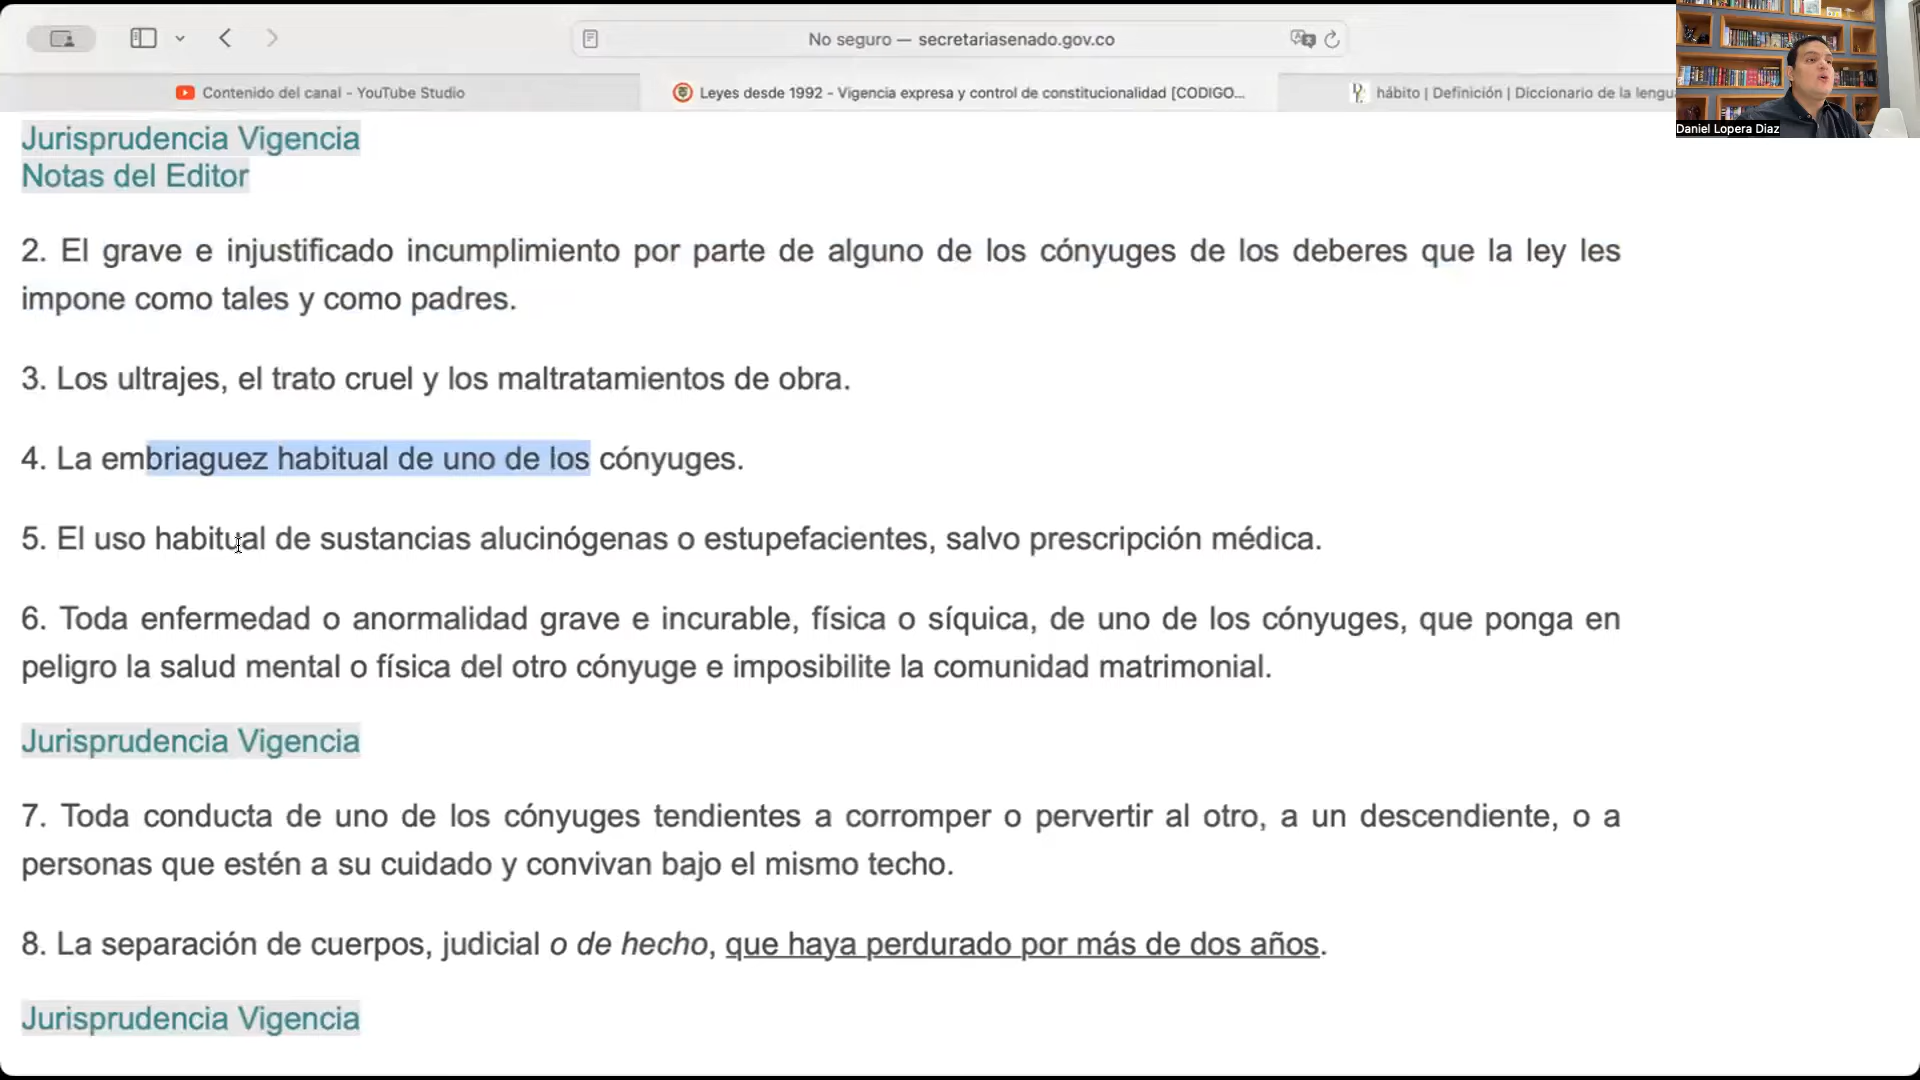 No seguro — secretariasenado.gov.co
Contenido del canal - YouTube Studio
Leyes desde 1992 - Vigencia expresa y control de constitucionalidad [CODIGO...
hábito | Definición | Diccionario de la lengu
Daniel Lopera Diaz
Jurisprudencia Vigencia
Notas del Editor
2. El grave e injustificado incumplimiento por parte de alguno de los cónyuges de los deberes que la ley les
impone como tales y como padres.
3. Los ultrajes, el trato cruel y los maltratamientos de obra.
4. La embriaguez habitual de uno de los cónyuges.
5. El uso habitual de sustancias alucinógenas o estupefacientes, salvo prescripción médica.
6. Toda enfermedad o anormalidad grave e incurable, física o síquica, de uno de los cónyuges, que ponga en
peligro la salud mental o física del otro cónyuge e imposibilite la comunidad matrimonial.
Jurisprudencia Vigencia
7. Toda conducta de uno de los cónyuges tendientes a corromper o pervertir al otro, a un descendiente, o a
personas que estén a su cuidado y convivan bajo el mismo techo.
8. La separación de cuerpos, judicial o de hecho, que haya perdurado por más de dos años.
Jurisprudencia Vigencia